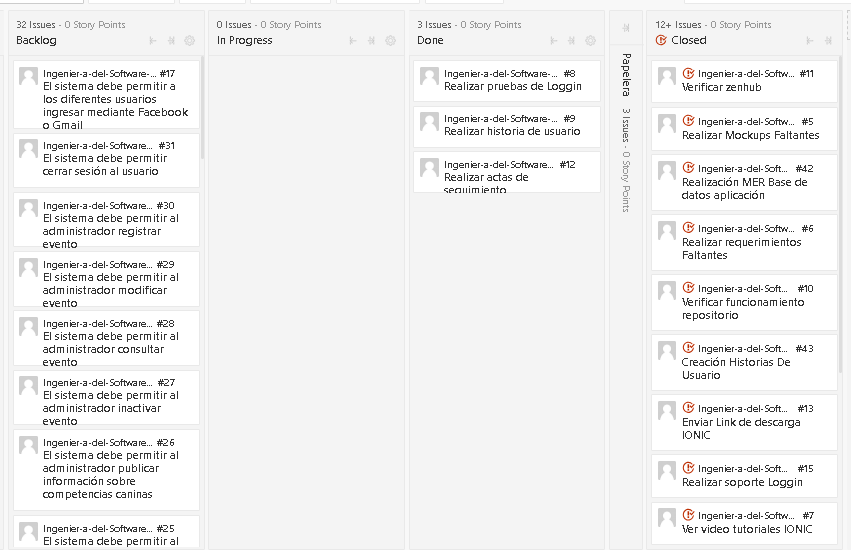 32 Issues - 0 Story Points
Backlog
Ingenier-a-del-Software-... #17
El sistema debe permitir a
los diferentes usuarios
ingresar mediante Facebook
o Gmail
Ingenier-a-del-Software... #31
El sistema debe permitir
cerrar sesión al usuario
Ingenier-a-del-Software... #30
El sistema debe permitir al
administrador registrar
evento
Ingenier-a-del-Software... #29
El sistema debe permitir al
administrador modificar
evento
Ingenier-a-del-Software... #28
El sistema debe permitir al
administrador consultar
evento
Ingenier-a-del-Software... #27
El sistema debe permitir al
administrador inactivar
evento
Ingenier-a-del-Software... #26
El sistema debe permitir al
administrador publicar
información sobre
competencias caninas
Ingenier-a-del-Software... #25
El sistema debe permitir al
0 Issues - 0 Story Points
In Progress
3 Issues - 0 Story Points
Done
Ingenier-a-del-Software-... #8
Realizar pruebas de Loggin
Ingenier-a-del-Software-... #9
Realizar historia de usuario
Ingenier-a-del-Software... #12
Realizar actas de
seguimiento
Papelera 3 Issues - 0 Story Points
12+ Issues - 0 Story Points
Closed
Ingenier-a-del-Softw... #11
Verificar zenhub
Ingenier-a-del-Softw... #5
Realizar Mockups Faltantes
Ingenier-a-del-Soft... #42
Realización MER Base de
datos aplicación
Ingenier-a-del-Softw... #6
Realizar requerimientos
Faltantes
Ingenier-a-del-Soft... #10
Verificar funcionamiento
repositorio
Ingenier-a-del-Soft... #43
Creación Historias De
Usuario
Ingenier-a-del-Soft... #13
Enviar Link de descarga
IONIC
Ingenier-a-del-Soft... #15
Realizar soporte Loggin
Ingenier-a-del-Softw... #7
Ver video tutoriales IONIC